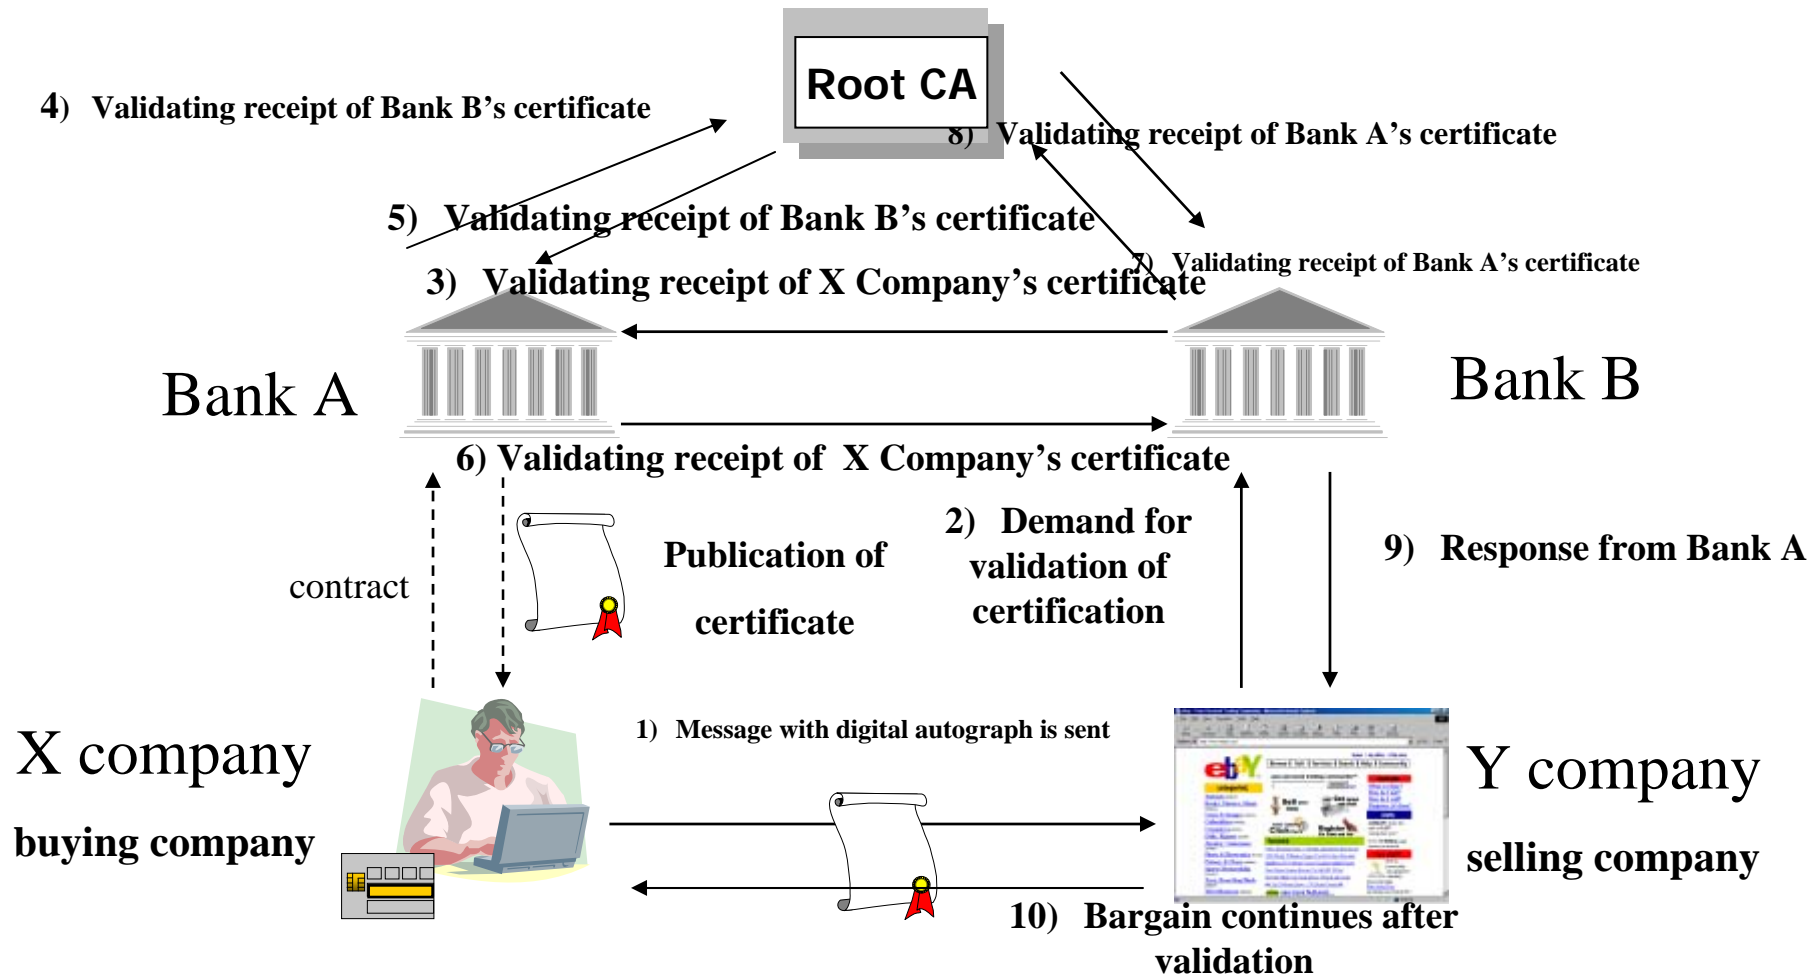 Root CA
4) Validating receipt of Bank B’s certificate
8) Validating receipt of Bank A’s certificate
5) Validating receipt of Bank B’s certificate
7) Validating receipt of Bank A’s certificate
3) Validating receipt of X Company’s certificate
Bank A
Bank B
6) Validating receipt of X Company’s certificate
contract
Publication of
certificate
2) Demand for
validation of
certification
9) Response from Bank A
X company
buying company
1) Message with digital autograph is sent
ebY
Y company
selling company
10) Bargain continues after
validation